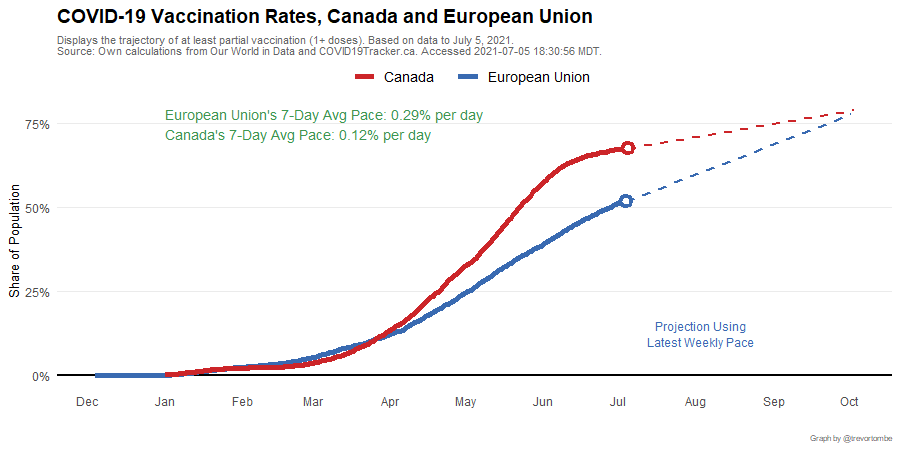 COVID-19 Vaccination Rates, Canada and European Union
Displays the trajectory of at least partial vaccination (1+ doses). Based on data to July 5, 2021.
Source: Own calculations from Our World in Data and COVID19Tracker.ca. Accessed 2021-07-05 18:30:56 MDT.
Canada European Union
European Union's 7-Day Avg Pace: 0.29% per day
Canada's 7-Day Avg Pace: 0.12% per day
75%
50%
25%
0%
Share of Population
Projection Using
Latest Weekly Pace
Dec Jan Feb Mar Apr May Jun Jul Aug Sep Oct
Graph by @trevortombe